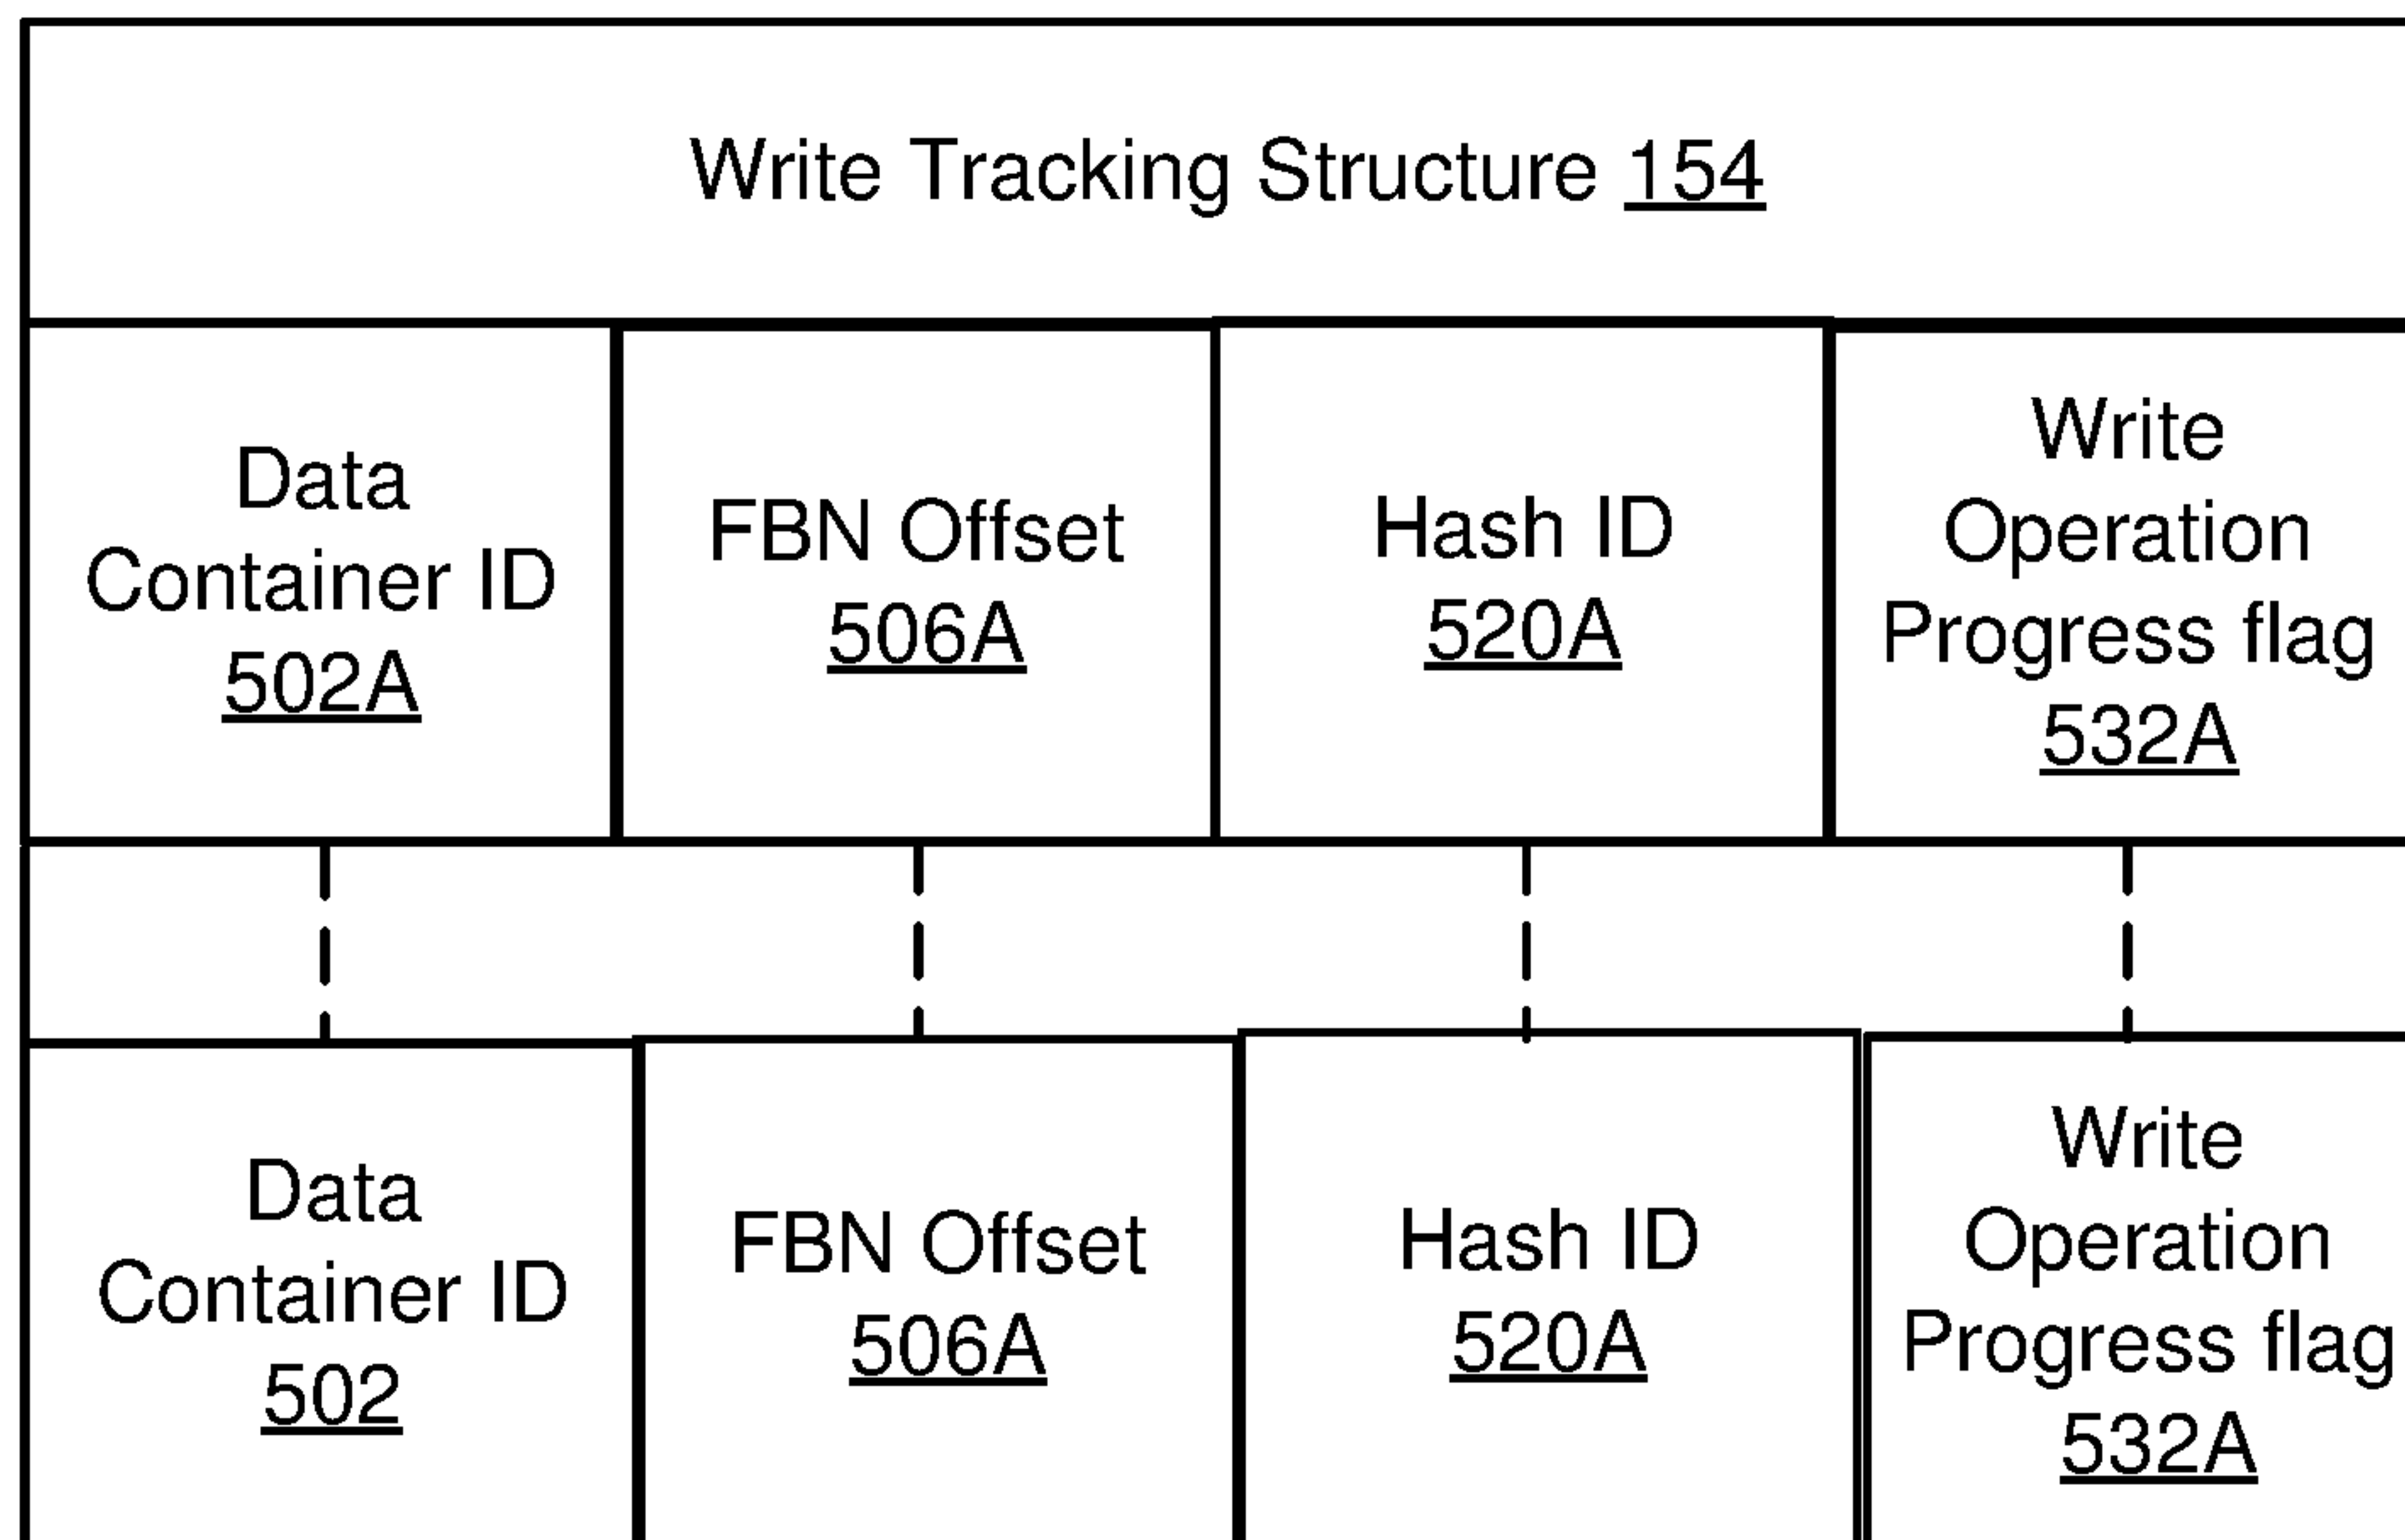 Write Tracking Structure 154
Data
Container ID
502A
FBN Offset
506A
Hash ID
520A
Write
Operation
Progress flag
532A
Data
Container ID
502
FBN Offset
506A
Hash ID
520A
Write
Operation
Progress flag
532A